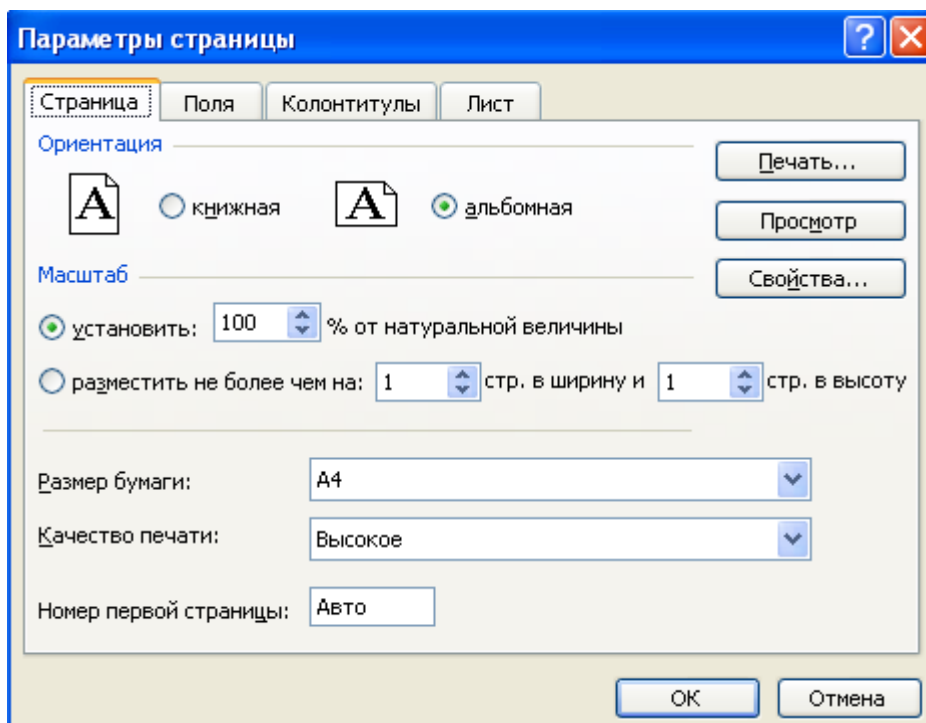 Параметры страницы ?
Страница Поля Колонтитулы Лист
Ориентация
Печать...
A книжная A альбомная
Просмотр
Масштаб
Свойства...
установить: 100 % от натуральной величины
разместить не более чем на: 1 стр. в ширину и 1 стр. в высоту
Размер бумаги: A4
Качество печати: Высокое
Номер первой страницы: Авто
ОК Отмена